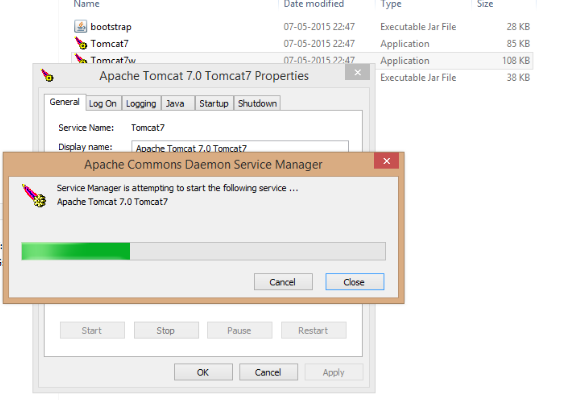 Name Date modified Type Size
bootstrap 07-05-2015 22:47 Executable Jar File 28 KB
Tomcat7 07-05-2015 22:47 Application 85 KB
Tomcat7w 07-05-2015 22:47 Application 108 KB
Executable Jar File 38 KB
Apache Tomcat 7.0 Tomcat7 Properties
General Log On Logging Java Startup Shutdown
Service Name: Tomcat7
Display name: Apache Tomcat 7.0 Tomcat7
Apache Commons Daemon Service Manager
Service Manager is attempting to start the following service ...
Apache Tomcat 7.0 Tomcat7
Cancel Close
Start Stop Pause Restart
OK Cancel Apply